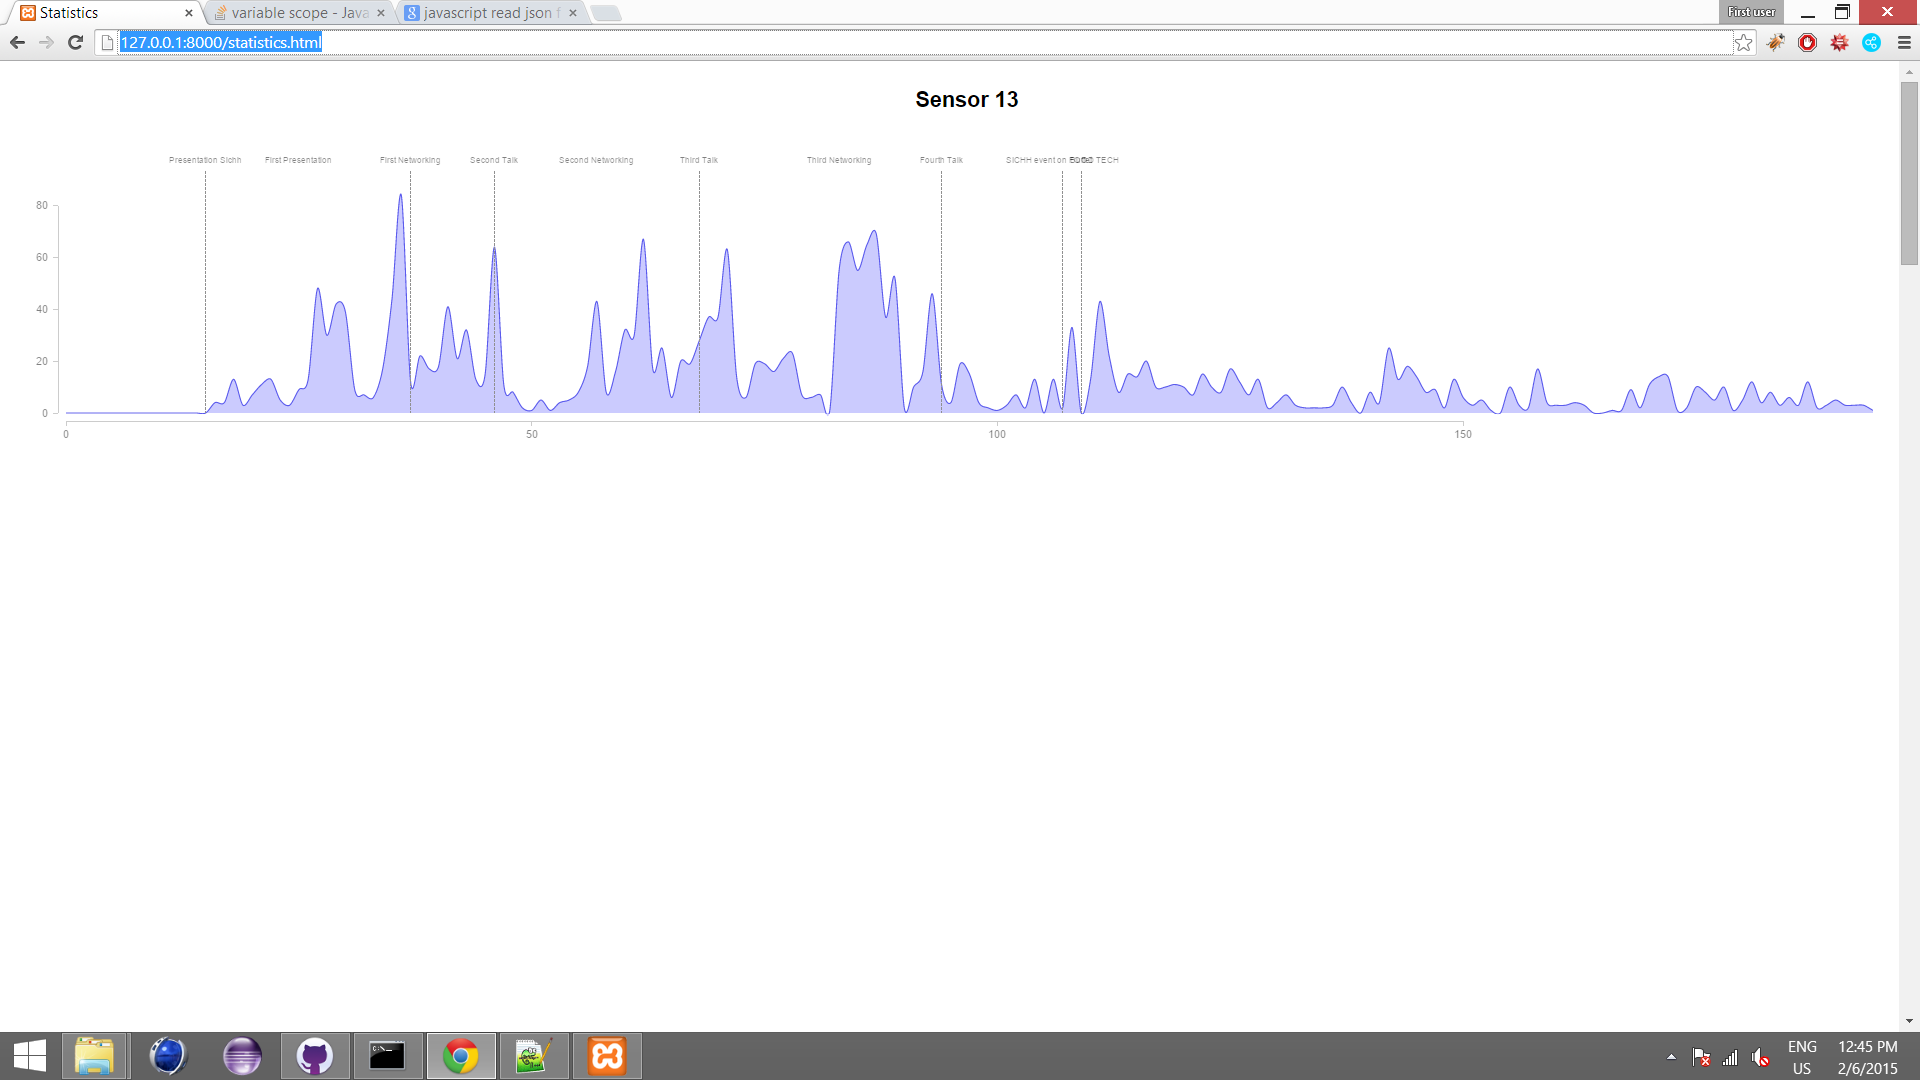 Statistics
variable scope - Java
javascript read json f
First user
127.0.0.1:8000/statistics.html
Sensor 13
Presentation Sichh
First Presentation
First Networking
Second Talk
Second Networking
Third Talk
Third Networking
Fourth Talk
SICHH event on
TECH
80
60
40
20
0
0
50
100
150
ENG
US
12:45 PM
2/6/2015